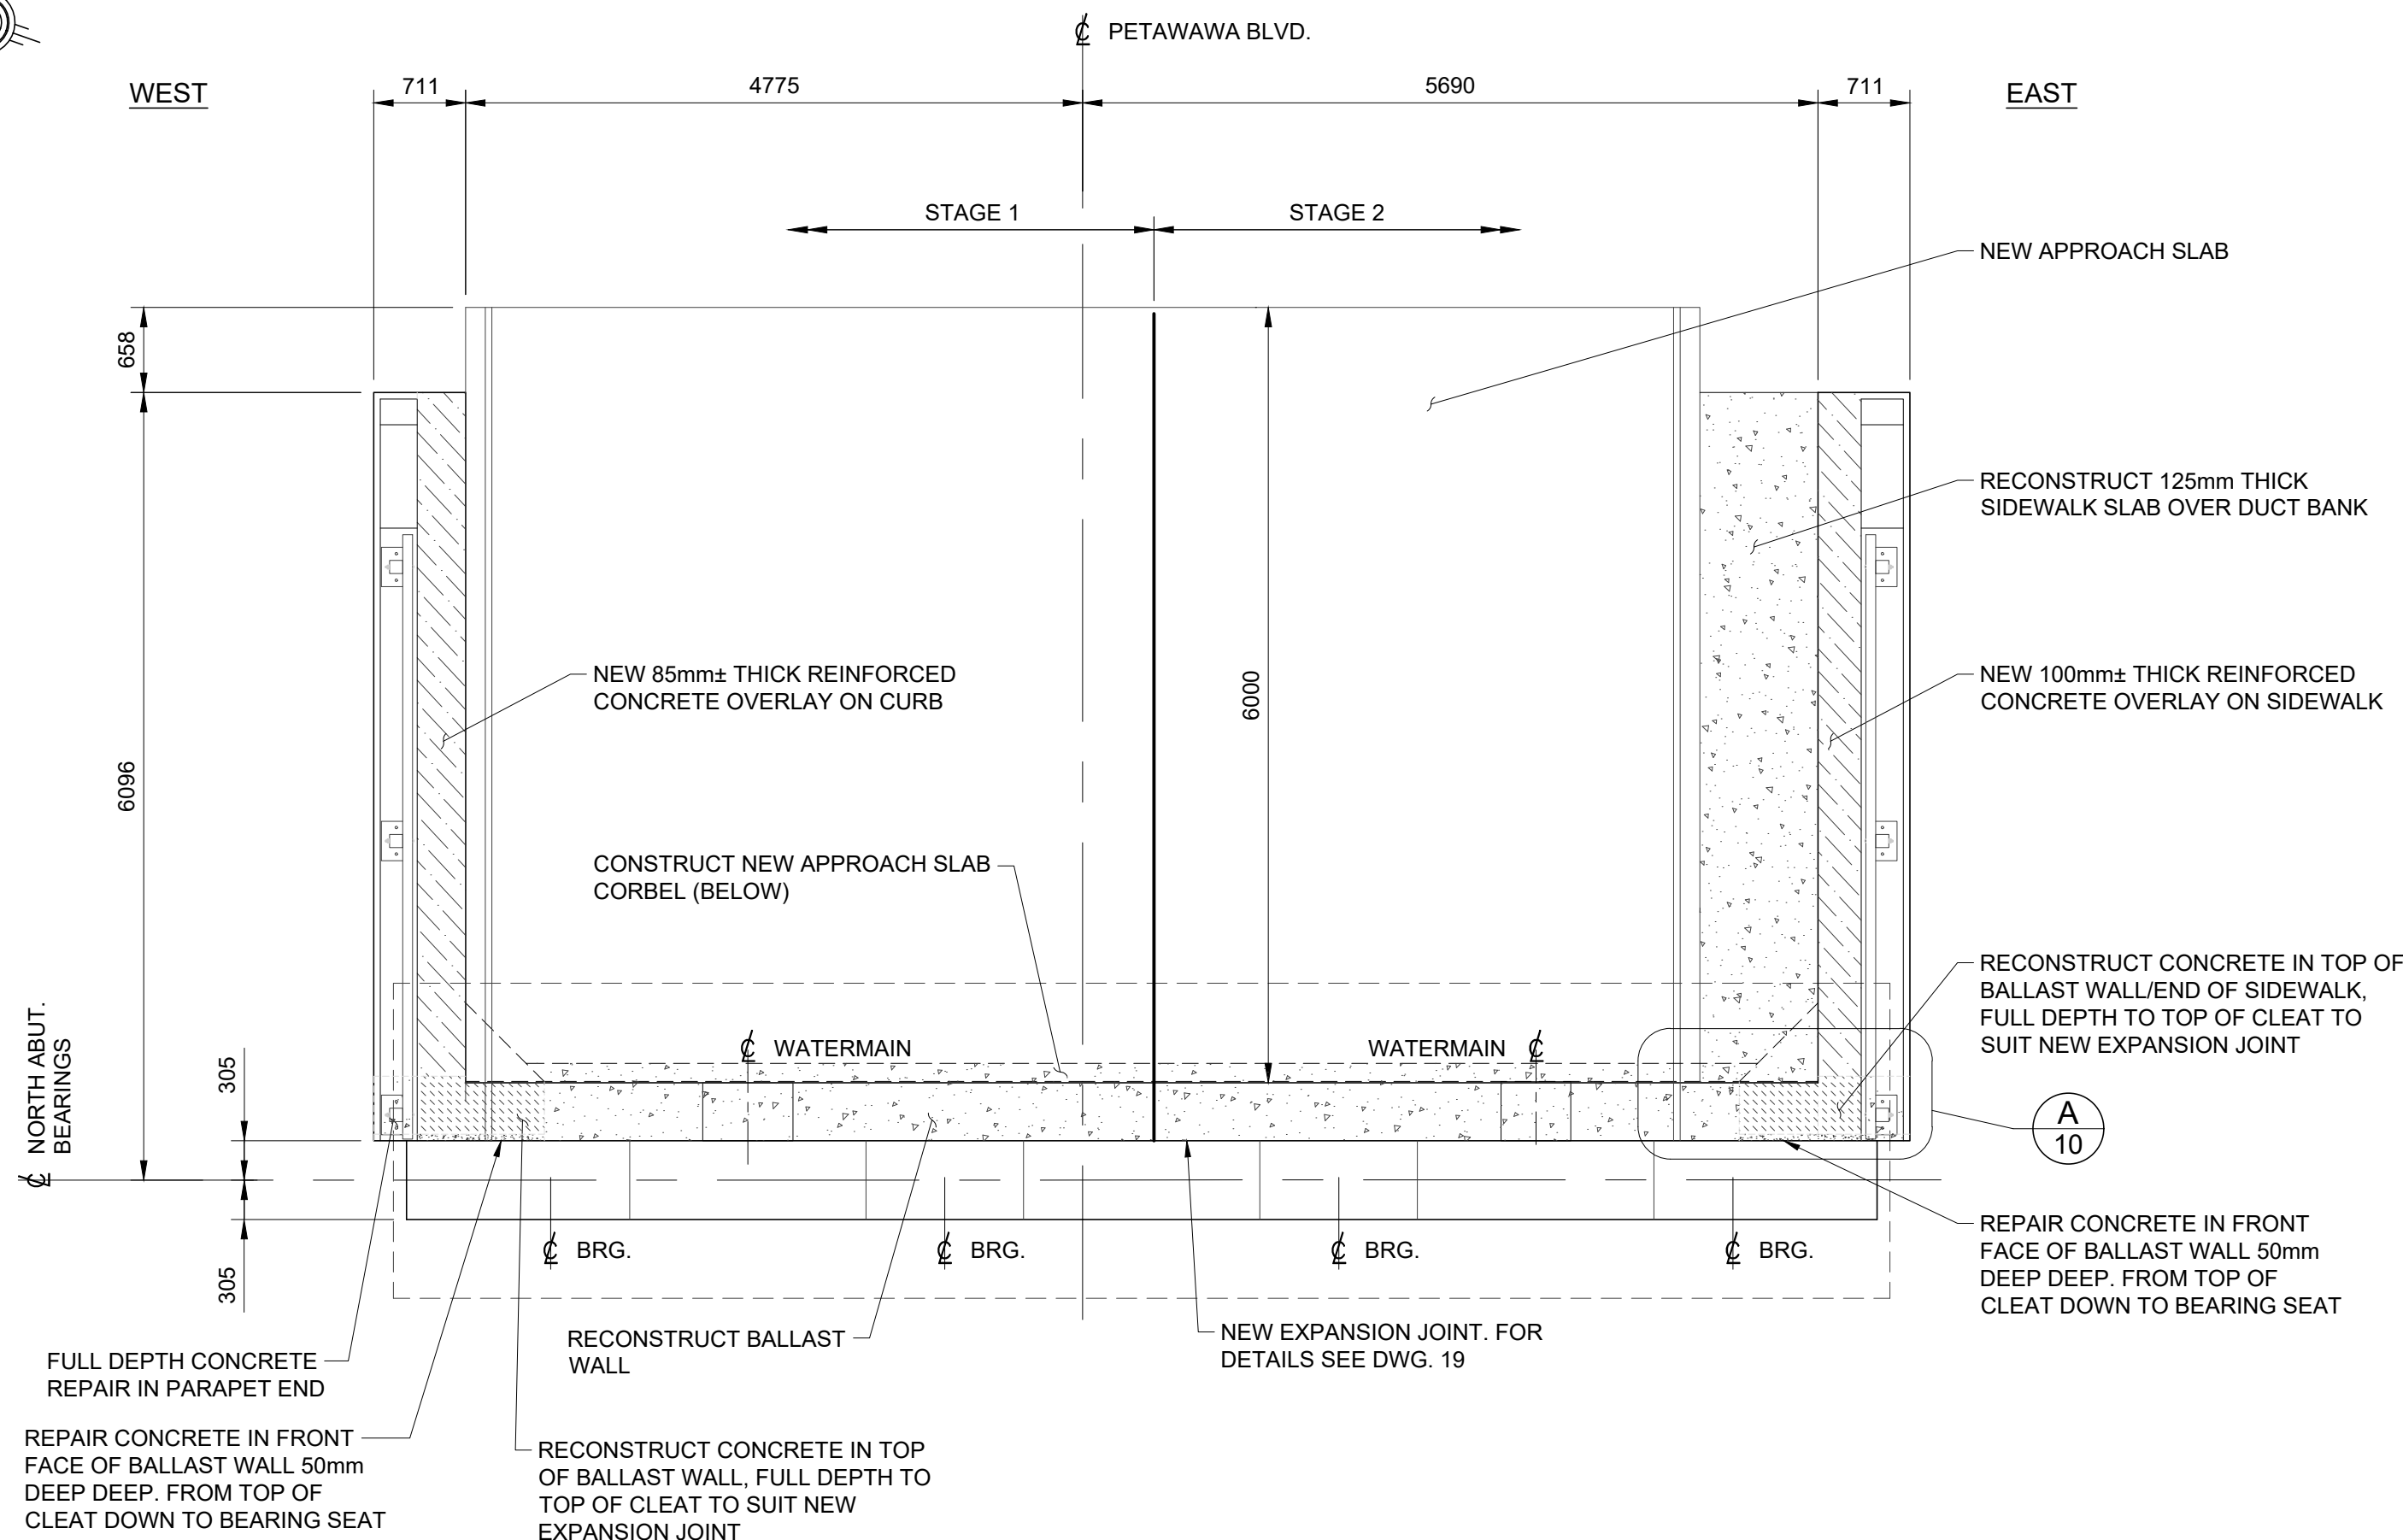 ℄ PETAWAWA BLVD.
WEST
711
4775
5690
711
EAST
STAGE 1
STAGE 2
NEW APPROACH SLAB
658
RECONSTRUCT 125mm THICK
SIDEWALK SLAB OVER DUCT BANK
NEW 85mm± THICK REINFORCED
CONCRETE OVERLAY ON CURB
6000
NEW 100mm± THICK REINFORCED
CONCRETE OVERLAY ON SIDEWALK
6096
CONSTRUCT NEW APPROACH SLAB
CORBEL (BELOW)
RECONSTRUCT CONCRETE IN TOP OF
BALLAST WALL/END OF SIDEWALK,
FULL DEPTH TO TOP OF CLEAT TO
SUIT NEW EXPANSION JOINT
℄ NORTH ABUT.
BEARINGS
305
℄ WATERMAIN
WATERMAIN ℄
A
10
305
℄ BRG.
℄ BRG.
℄ BRG.
℄ BRG.
REPAIR CONCRETE IN FRONT
FACE OF BALLAST WALL 50mm
DEEP DEEP. FROM TOP OF
CLEAT DOWN TO BEARING SEAT
FULL DEPTH CONCRETE
REPAIR IN PARAPET END
RECONSTRUCT BALLAST
WALL
NEW EXPANSION JOINT. FOR
DETAILS SEE DWG. 19
REPAIR CONCRETE IN FRONT
FACE OF BALLAST WALL 50mm
DEEP DEEP. FROM TOP OF
CLEAT DOWN TO BEARING SEAT
RECONSTRUCT CONCRETE IN TOP
OF BALLAST WALL, FULL DEPTH TO
TOP OF CLEAT TO SUIT NEW
EXPANSION JOINT